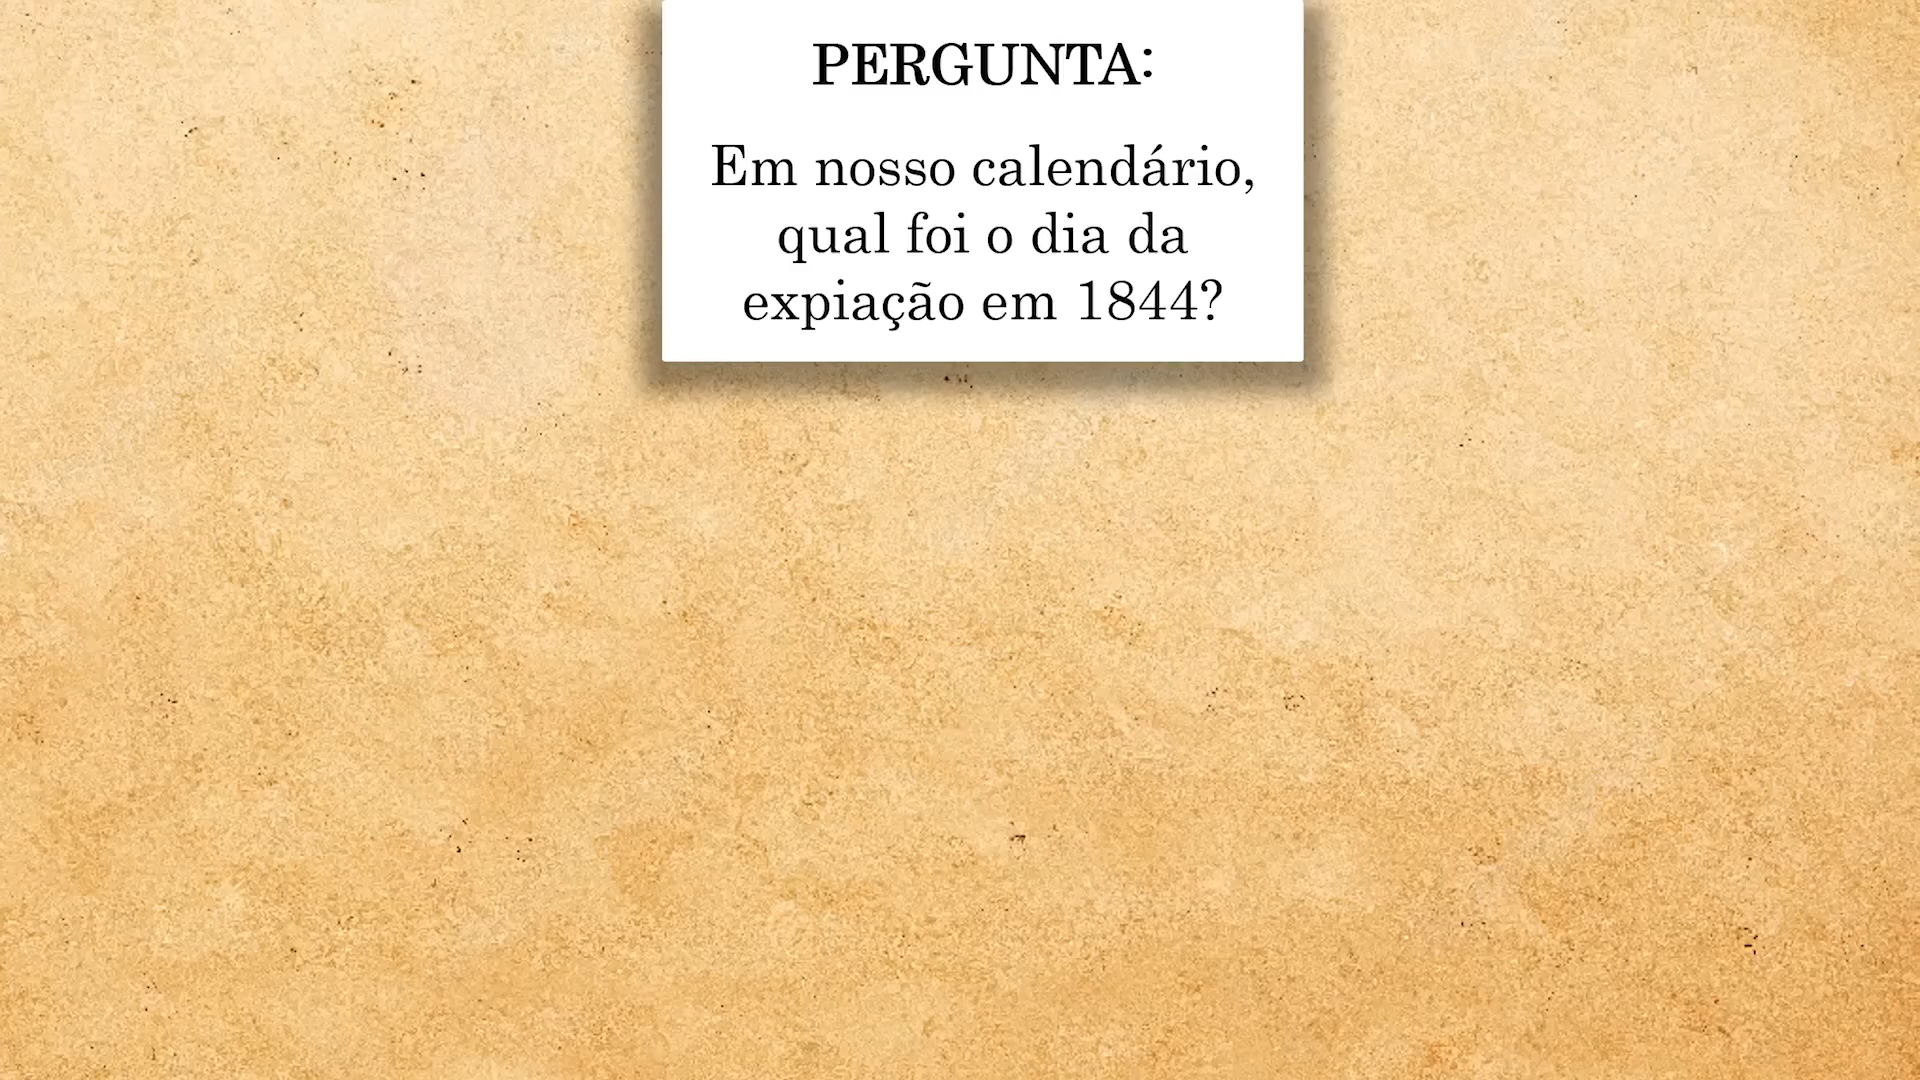 PERGUNTA:
Em nosso calendário,
qual foi o dia da
expiação em 1844?